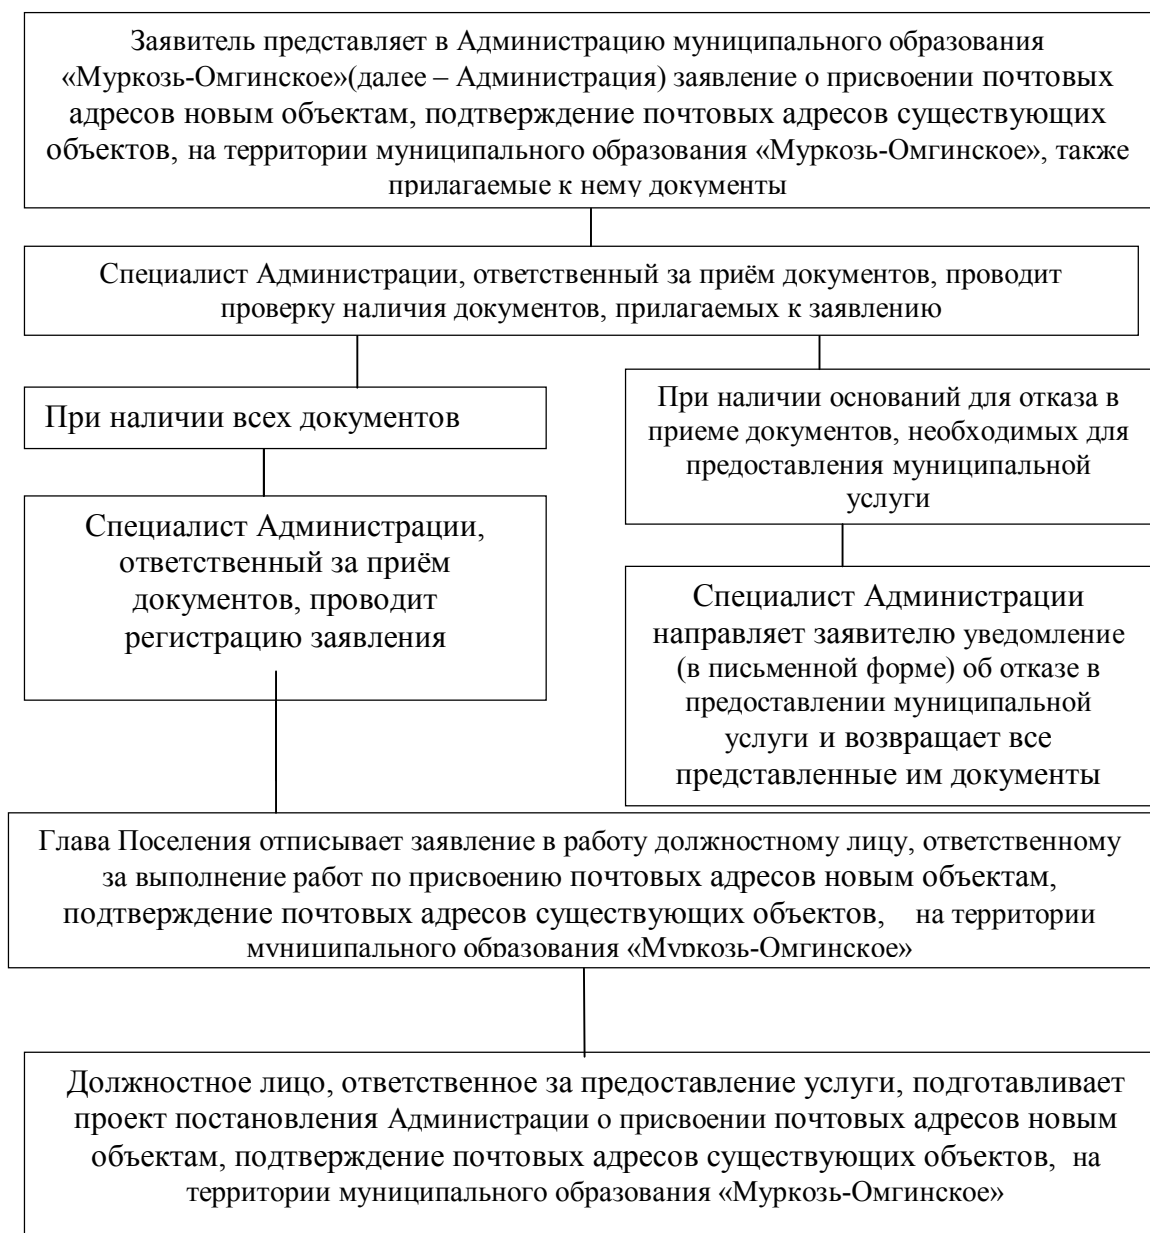 Заявитель представляет в Администрацию муниципального образования
«Муркозь-Омгинское»(далее – Администрация) заявление о присвоении почтовых
адресов новым объектам, подтверждение почтовых адресов существующих
объектов, на территории муниципального образования «Муркозь-Омгинское», также
прилагаемые к нему документы
Специалист Администрации, ответственный за приём документов, проводит
проверку наличия документов, прилагаемых к заявлению
При наличии всех документов
При наличии оснований для отказа в
приеме документов, необходимых для
предоставления муниципальной
услуги
Специалист Администрации,
ответственный за приём
документов, проводит
регистрацию заявления
Специалист Администрации
направляет заявителю уведомление
(в письменной форме) об отказе в
предоставлении муниципальной
услуги и возвращает все
представленные им документы
Глава Поселения отписывает заявление в работу должностному лицу, ответственному
за выполнение работ по присвоению почтовых адресов новым объектам,
подтверждение почтовых адресов существующих объектов, на территории
муниципального образования «Муркозь-Омгинское»
Должностное лицо, ответственное за предоставление услуги, подготавливает
проект постановления Администрации о присвоении почтовых адресов новым
объектам, подтверждение почтовых адресов существующих объектов, на
территории муниципального образования «Муркозь-Омгинское»